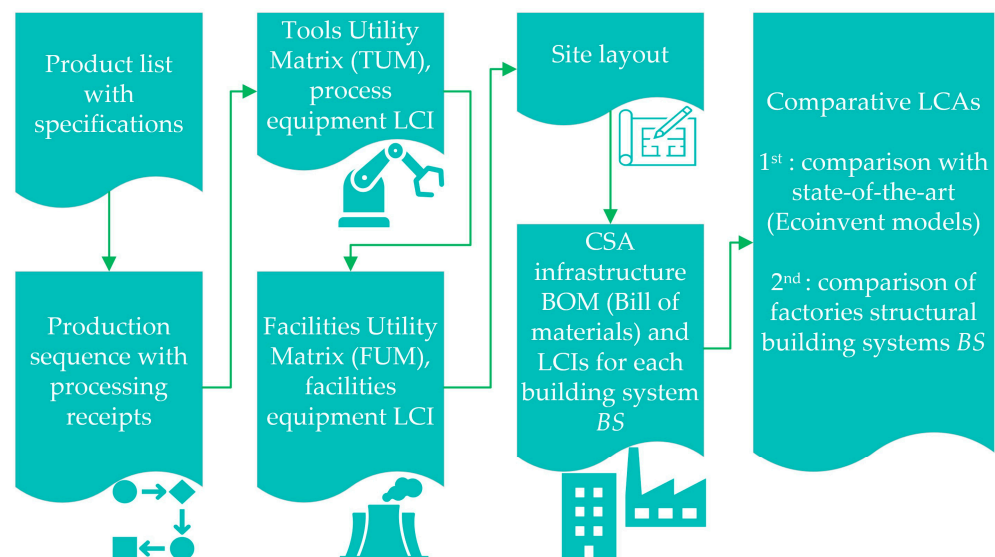 Product list
with
specifications
Production
sequence with
processing
receipts
Tools Utility
Matrix (TUM),
process
equipment LCI
Facilities Utility
Matrix (FUM),
facilities
equipment LCI
Site layout
CSA
infrastructure
BOM (Bill of
materials) and
LCIs for each
building system
BS
Comparative LCAs
1st : comparison with
state-of-the-art
(Ecoinvent models)
2nd : comparison of
factories structural
building systems BS